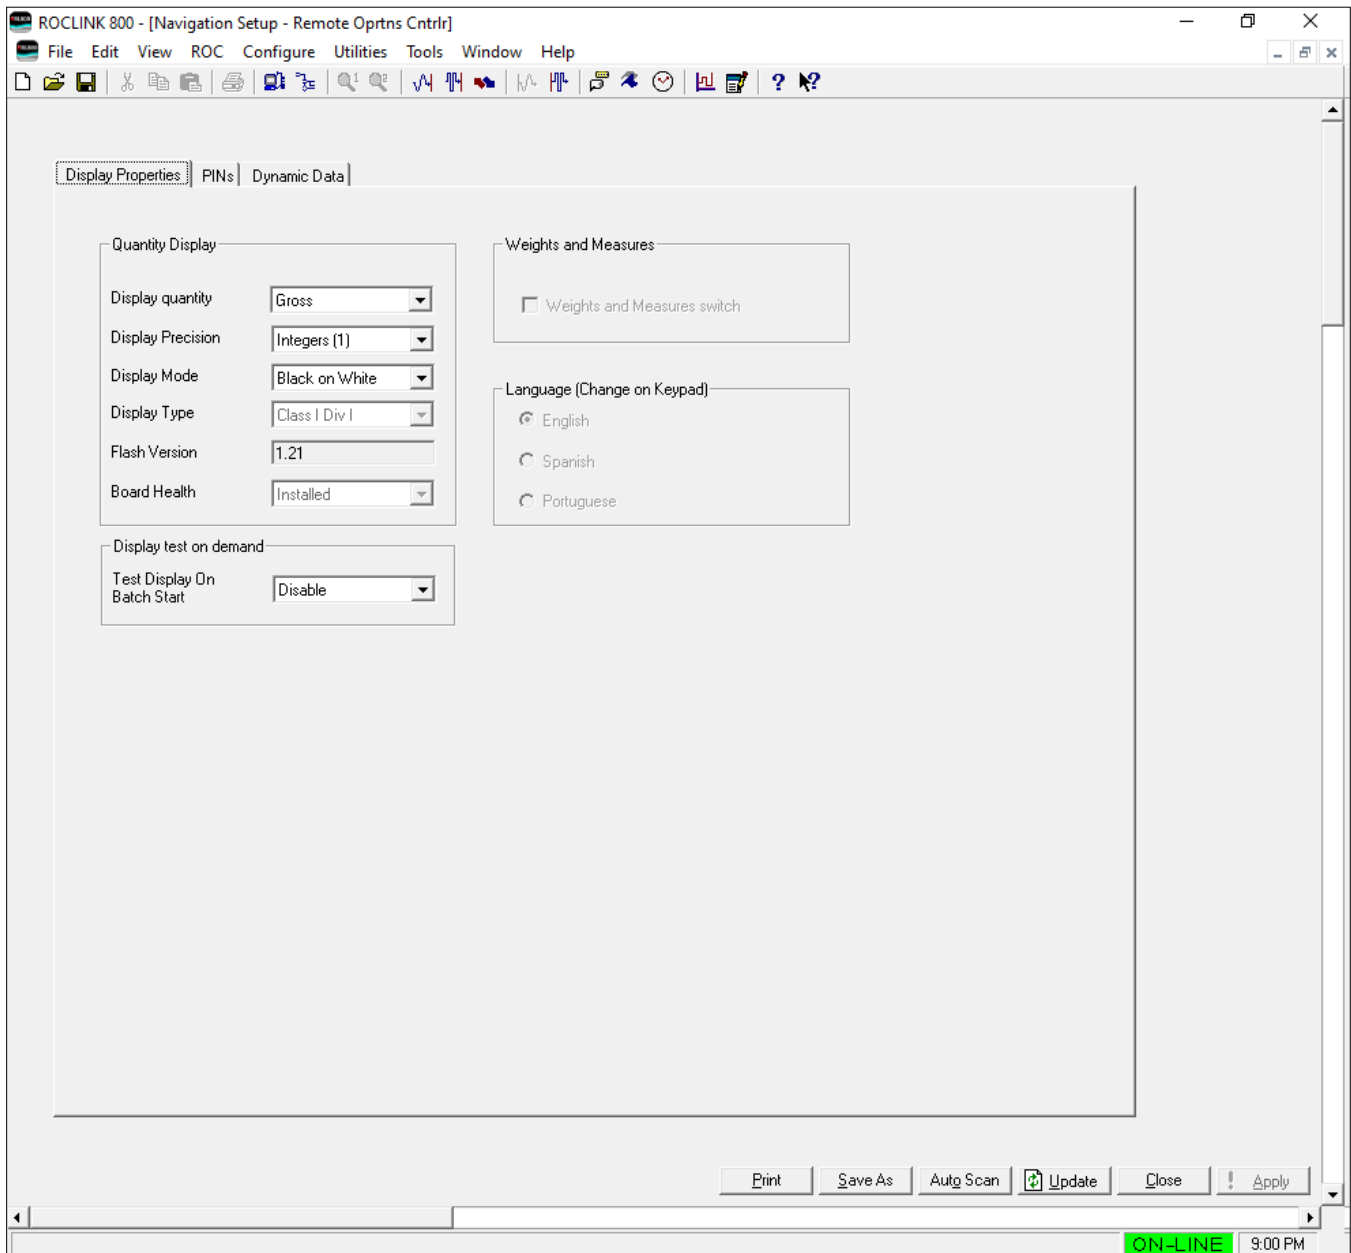 ROCLINK 800 - [Navigation Setup - Remote Oprtns Cntrlr]
File Edit View ROC Configure Utilities Tools Window Help
Display Properties PINs Dynamic Data
Quantity Display
Display quantity Gross
Display Precision Integers (1)
Display Mode Black on White
Display Type Class I Div I
Flash Version 1.21
Board Health Installed
Display test on demand
Test Display On
Batch Start
Disable
Weights and Measures
Weights and Measures switch
Language (Change on Keypad)
English
Spanish
Portuguese
Print Save As Auto Scan Update Close ! Apply
ON-LINE 9:00 PM